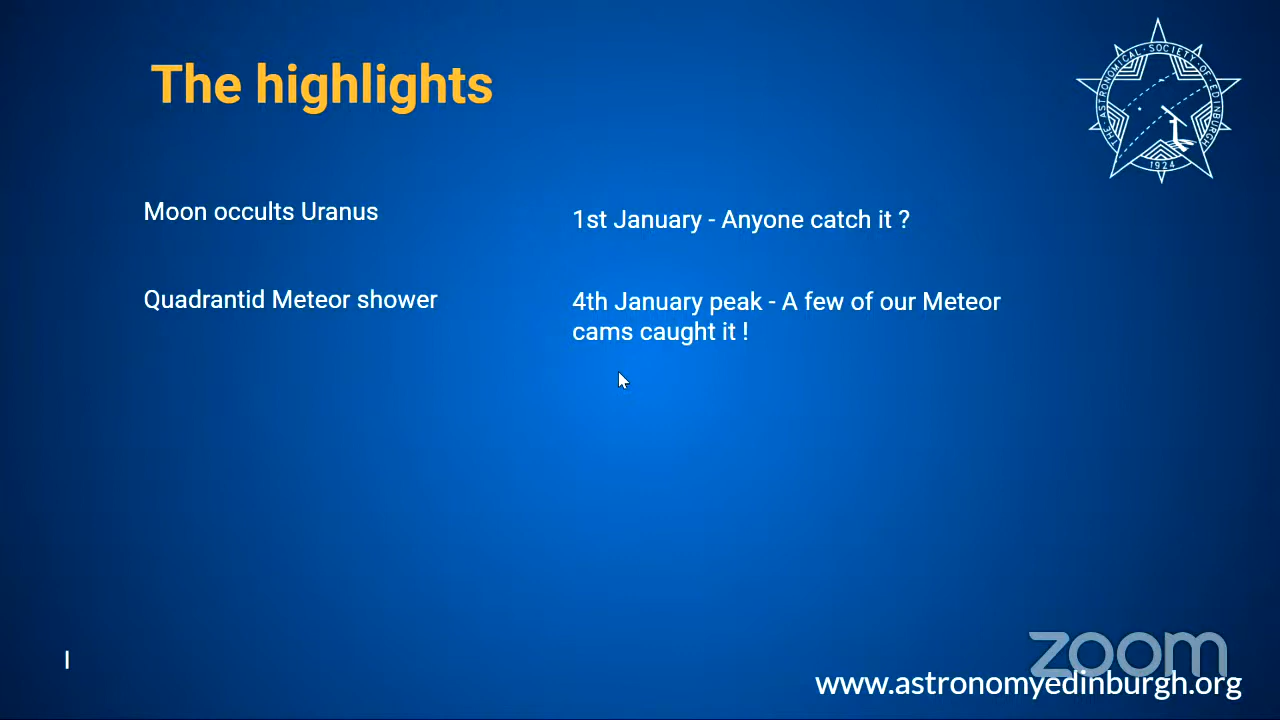 The highlights
THE · ASTRONOMICAL · SOCIETY · OF · EDINBURGH ·
1924
Moon occults Uranus
1st January - Anyone catch it ?
Quadrantid Meteor shower
4th January peak - A few of our Meteor
cams caught it !
zoom
www.astronomyedinburgh.org